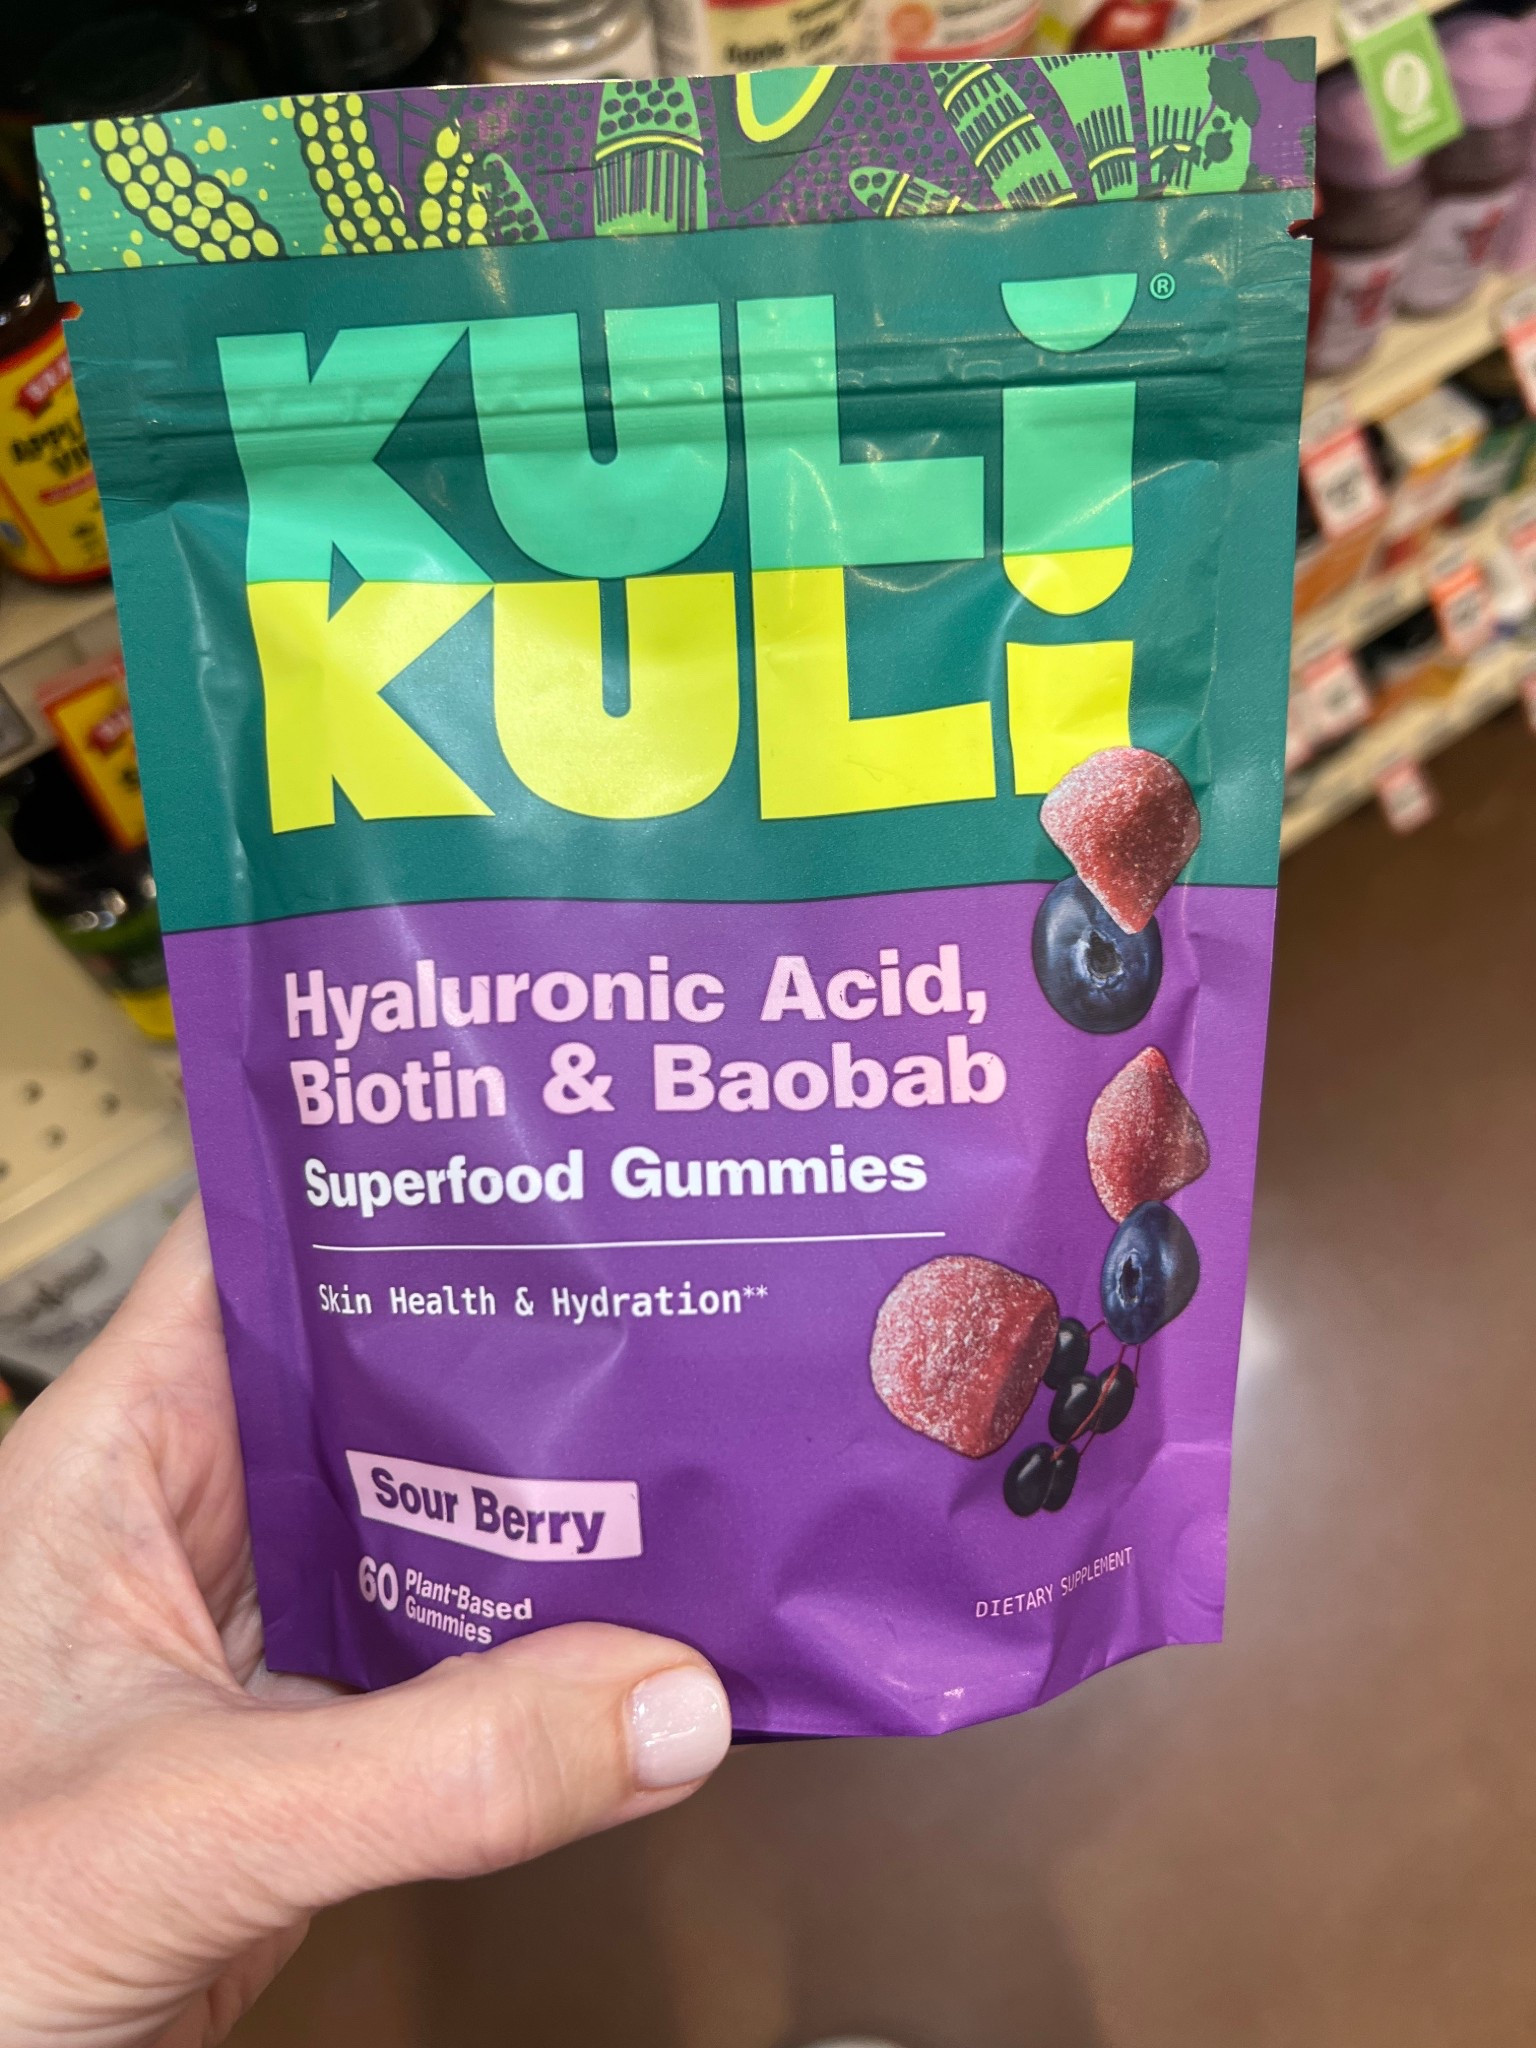 KULi®
KULi
Hyaluronic Acid,
Biotin & Baobab
Superfood Gummies
Skin Health & Hydration**
Sour Berry
60 Plant-Based
Gummies
DIETARY SUPPLEMENT